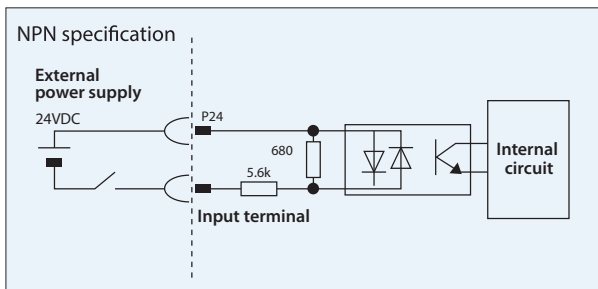 NPN specification
External
power supply
24VDC
P24
680
5.6k
Input terminal
Internal
circuit